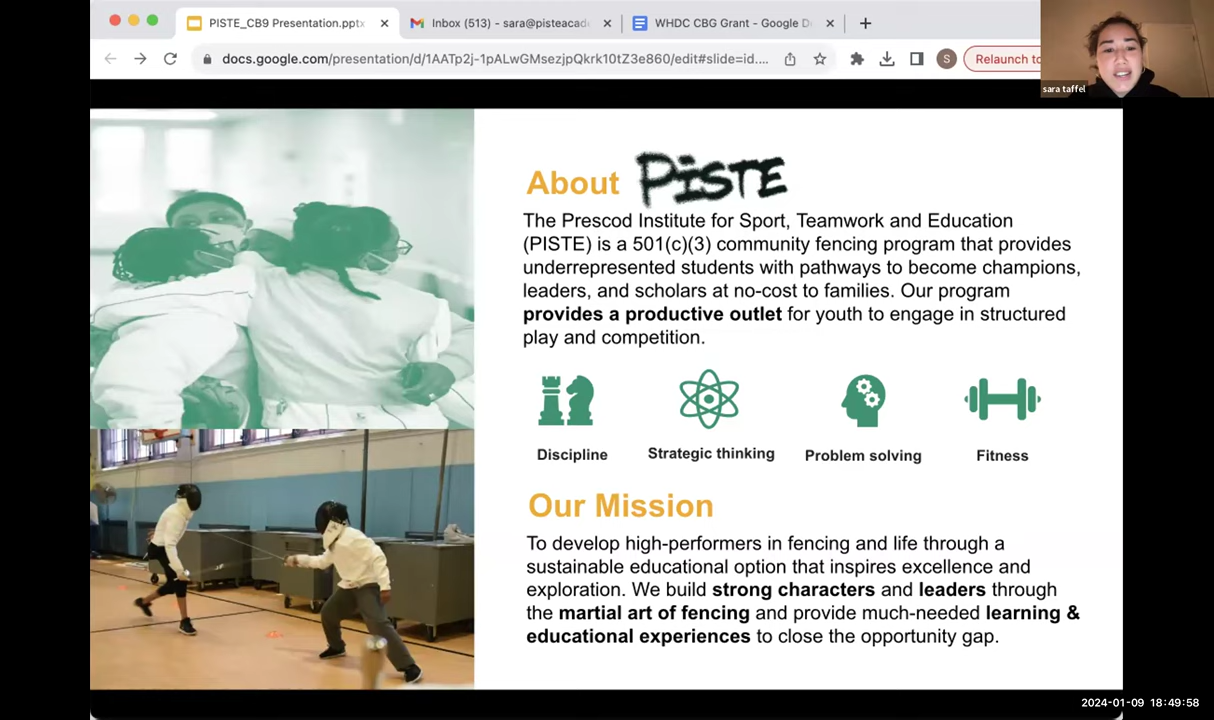 PISTE_CB9 Presentation.pptx
Inbox (513) - sara@pisteacade
WHDC CBG Grant - Google D
docs.google.com/presentation/d/1AATp2j-1pALwGMsezjpQkrk10tZ3e860/edit#slide=id....
S
Relaunch to
sara taffel
About PISTE
The Prescod Institute for Sport, Teamwork and Education
(PISTE) is a 501(c)(3) community fencing program that provides
underrepresented students with pathways to become champions,
leaders, and scholars at no-cost to families. Our program
provides a productive outlet for youth to engage in structured
play and competition.
Discipline
Strategic thinking
Problem solving
Fitness
Our Mission
To develop high-performers in fencing and life through a
sustainable educational option that inspires excellence and
exploration. We build strong characters and leaders through
the martial art of fencing and provide much-needed learning &
educational experiences to close the opportunity gap.
2024-01-09 18:49:58